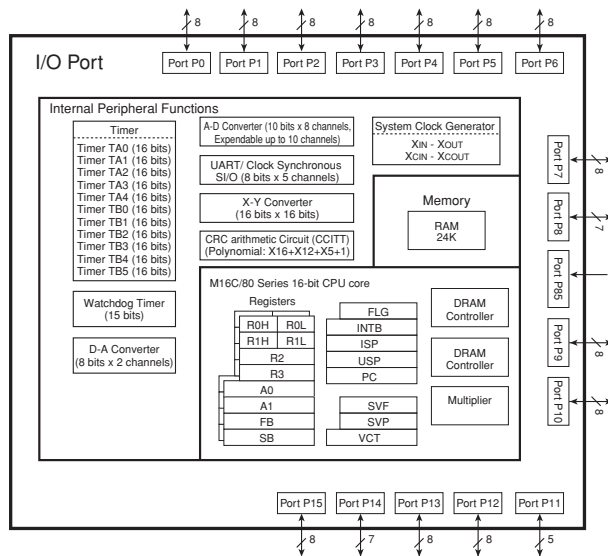 8 8 8 8 8 8 8
I/O Port
Port P0 Port P1 Port P2 Port P3 Port P4 Port P5 Port P6
Internal Peripheral Functions
Timer
Timer TA0 (16 bits)
Timer TA1 (16 bits)
Timer TA2 (16 bits)
Timer TA3 (16 bits)
Timer TA4 (16 bits)
Timer TB0 (16 bits)
Timer TB1 (16 bits)
Timer TB2 (16 bits)
Timer TB3 (16 bits)
Timer TB4 (16 bits)
Timer TB5 (16 bits)
Watchdog Timer
(15 bits)
D-A Converter
(8 bits x 2 channels)
A-D Converter (10 bits x 8 channels,
Expendable up to 10 channels)
UART/ Clock Synchronous
SI/O (8 bits x 5 channels)
X-Y Converter
(16 bits x 16 bits)
CRC arithmetic Circuit (CCITT)
(Polynomial: X16+X12+X5+1)
System Clock Generator
XIN - XOUT
XCIN - XCOUT
Memory
RAM
24K
M16C/80 Series 16-bit CPU core
Registers
R0H R0L
R1H R1L
R2
R3
A0
A1
FB
SB
FLG
INTB
ISP
USP
PC
SVF
SVP
VCT
DRAM
Controller
DRAM
Controller
Multiplier
Port P7
8
Port P8
7
Port P85
Port P9
8
Port P10
8
Port P15 Port P14 Port P13 Port P12 Port P11
8 7 8 8 5